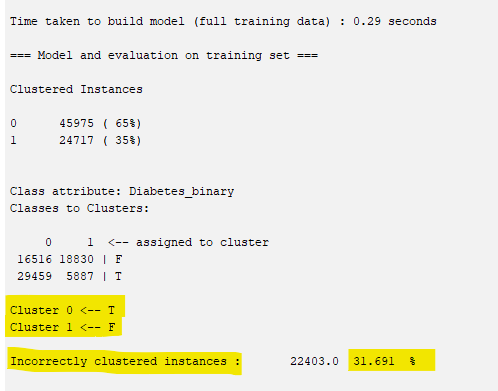 Time taken to build model (full training data) : 0.29 seconds
=== Model and evaluation on training set ===
Clustered Instances
0 45975 ( 65%)
1 24717 ( 35%)
Class attribute: Diabetes_binary
Classes to Clusters:
0 1 <-- assigned to cluster
16516 18830 | F
29459 5887 | T
Cluster 0 <-- T
Cluster 1 <-- F
Incorrectly clustered instances : 22403.0 31.691 %